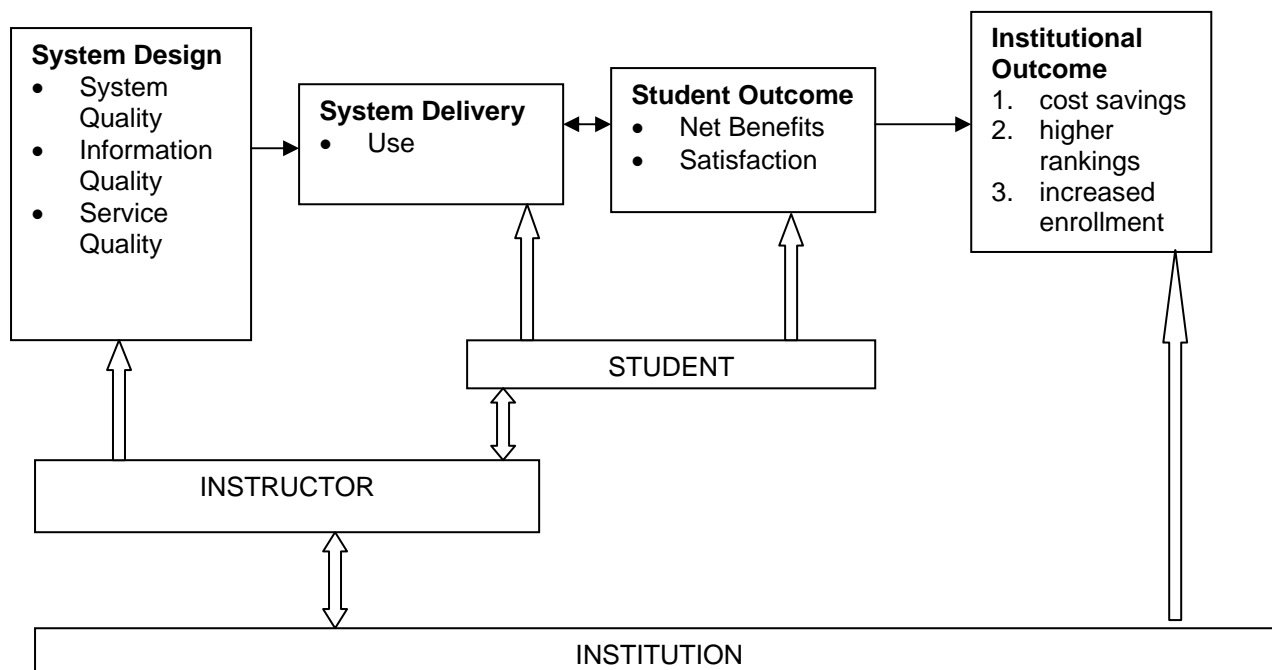 System Design
• System
Quality
• Information
Quality
• Service
Quality
System Delivery
• Use
Student Outcome
• Net Benefits
• Satisfaction
Institutional
Outcome
1. cost savings
2. higher
rankings
3. increased
enrollment
STUDENT
INSTRUCTOR
INSTITUTION